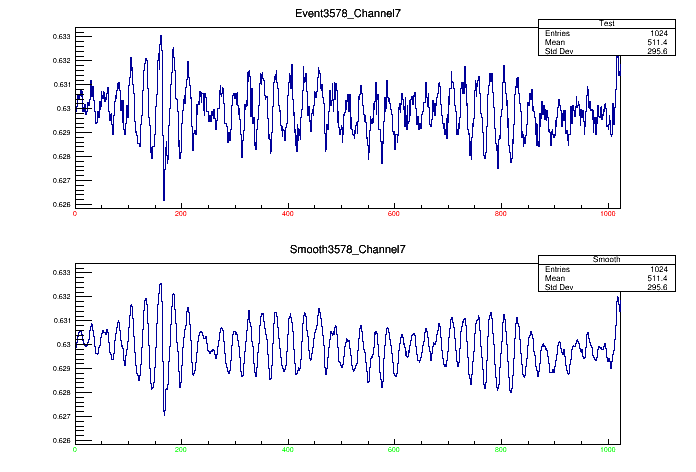 Event3578_Channel7
Test
Entries 1024
Mean 511.4
Std Dev 295.6
0.633
0.632
0.631
0.63
0.629
0.628
0.627
0.626
0 200 400 600 800 1000
Smooth3578_Channel7
Smooth
Entries 1024
Mean 511.4
Std Dev 295.6
0.633
0.632
0.631
0.63
0.629
0.628
0.627
0.626
0 200 400 600 800 1000